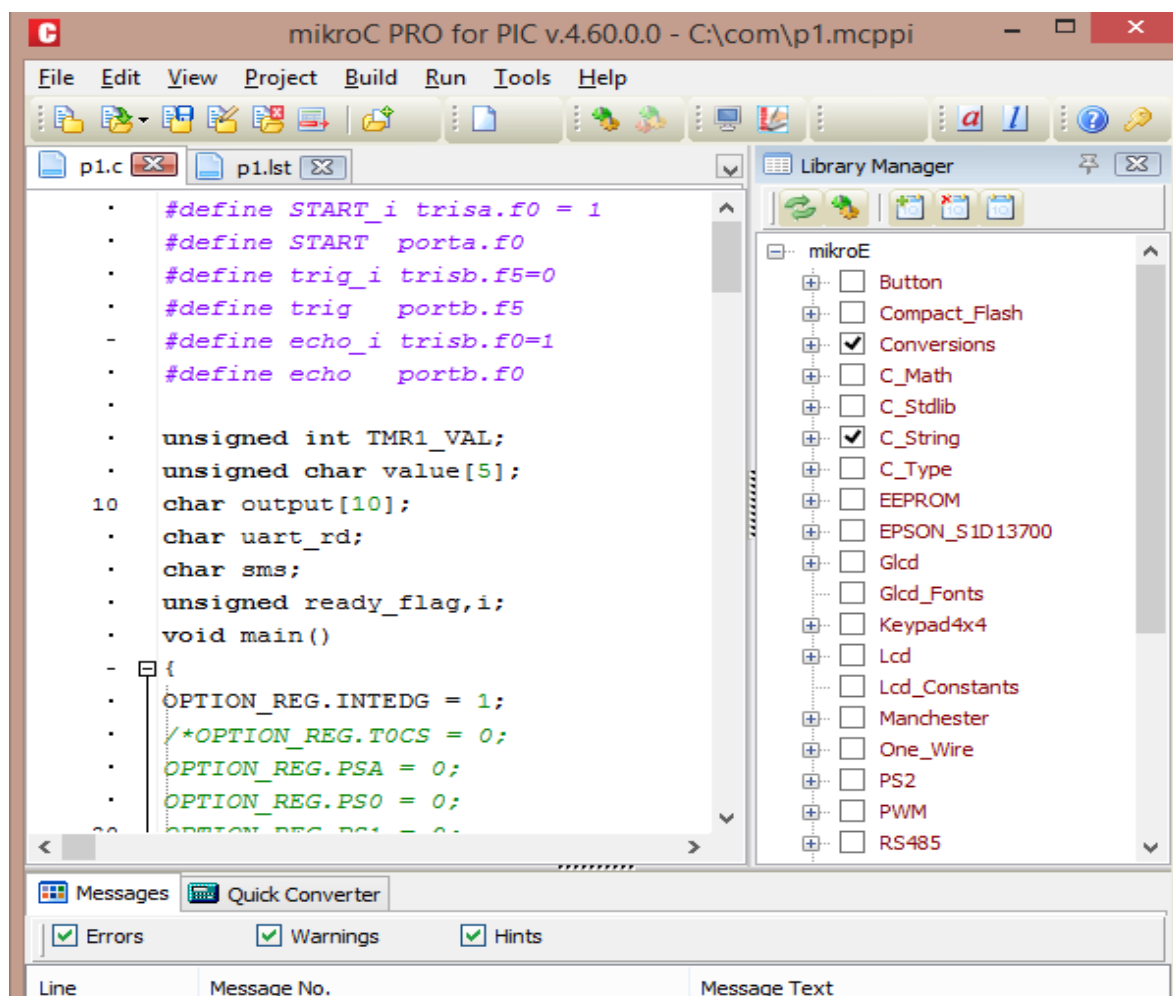 C
mikroC PRO for PIC v.4.60.0.0 - C:\com\p1.mcppi
File Edit View Project Build Run Tools Help
p1.c
p1.lst
#define START_i trisa.f0 = 1
#define START porta.f0
#define trig_i trisb.f5=0
#define trig portb.f5
#define echo_i trisb.f0=1
#define echo portb.f0
unsigned int TMR1_VAL;
unsigned char value[5];
10 char output[10];
char uart_rd;
char sms;
unsigned ready_flag,i;
void main()
{
OPTION_REG.INTEDG = 1;
/*OPTION_REG.T0CS = 0;
OPTION_REG.PSA = 0;
OPTION_REG.PS0 = 0;
20 OPTION_REG.PS1 = 0;
Library Manager
mikroE
Button
Compact_Flash
Conversions
C_Math
C_Stdlib
C_String
C_Type
EEPROM
EPSON_S1D13700
Glcd
Glcd_Fonts
Keypad4x4
Lcd
Lcd_Constants
Manchester
One_Wire
PS2
PWM
RS485
Messages
Quick Converter
Errors
Warnings
Hints
Line
Message No.
Message Text